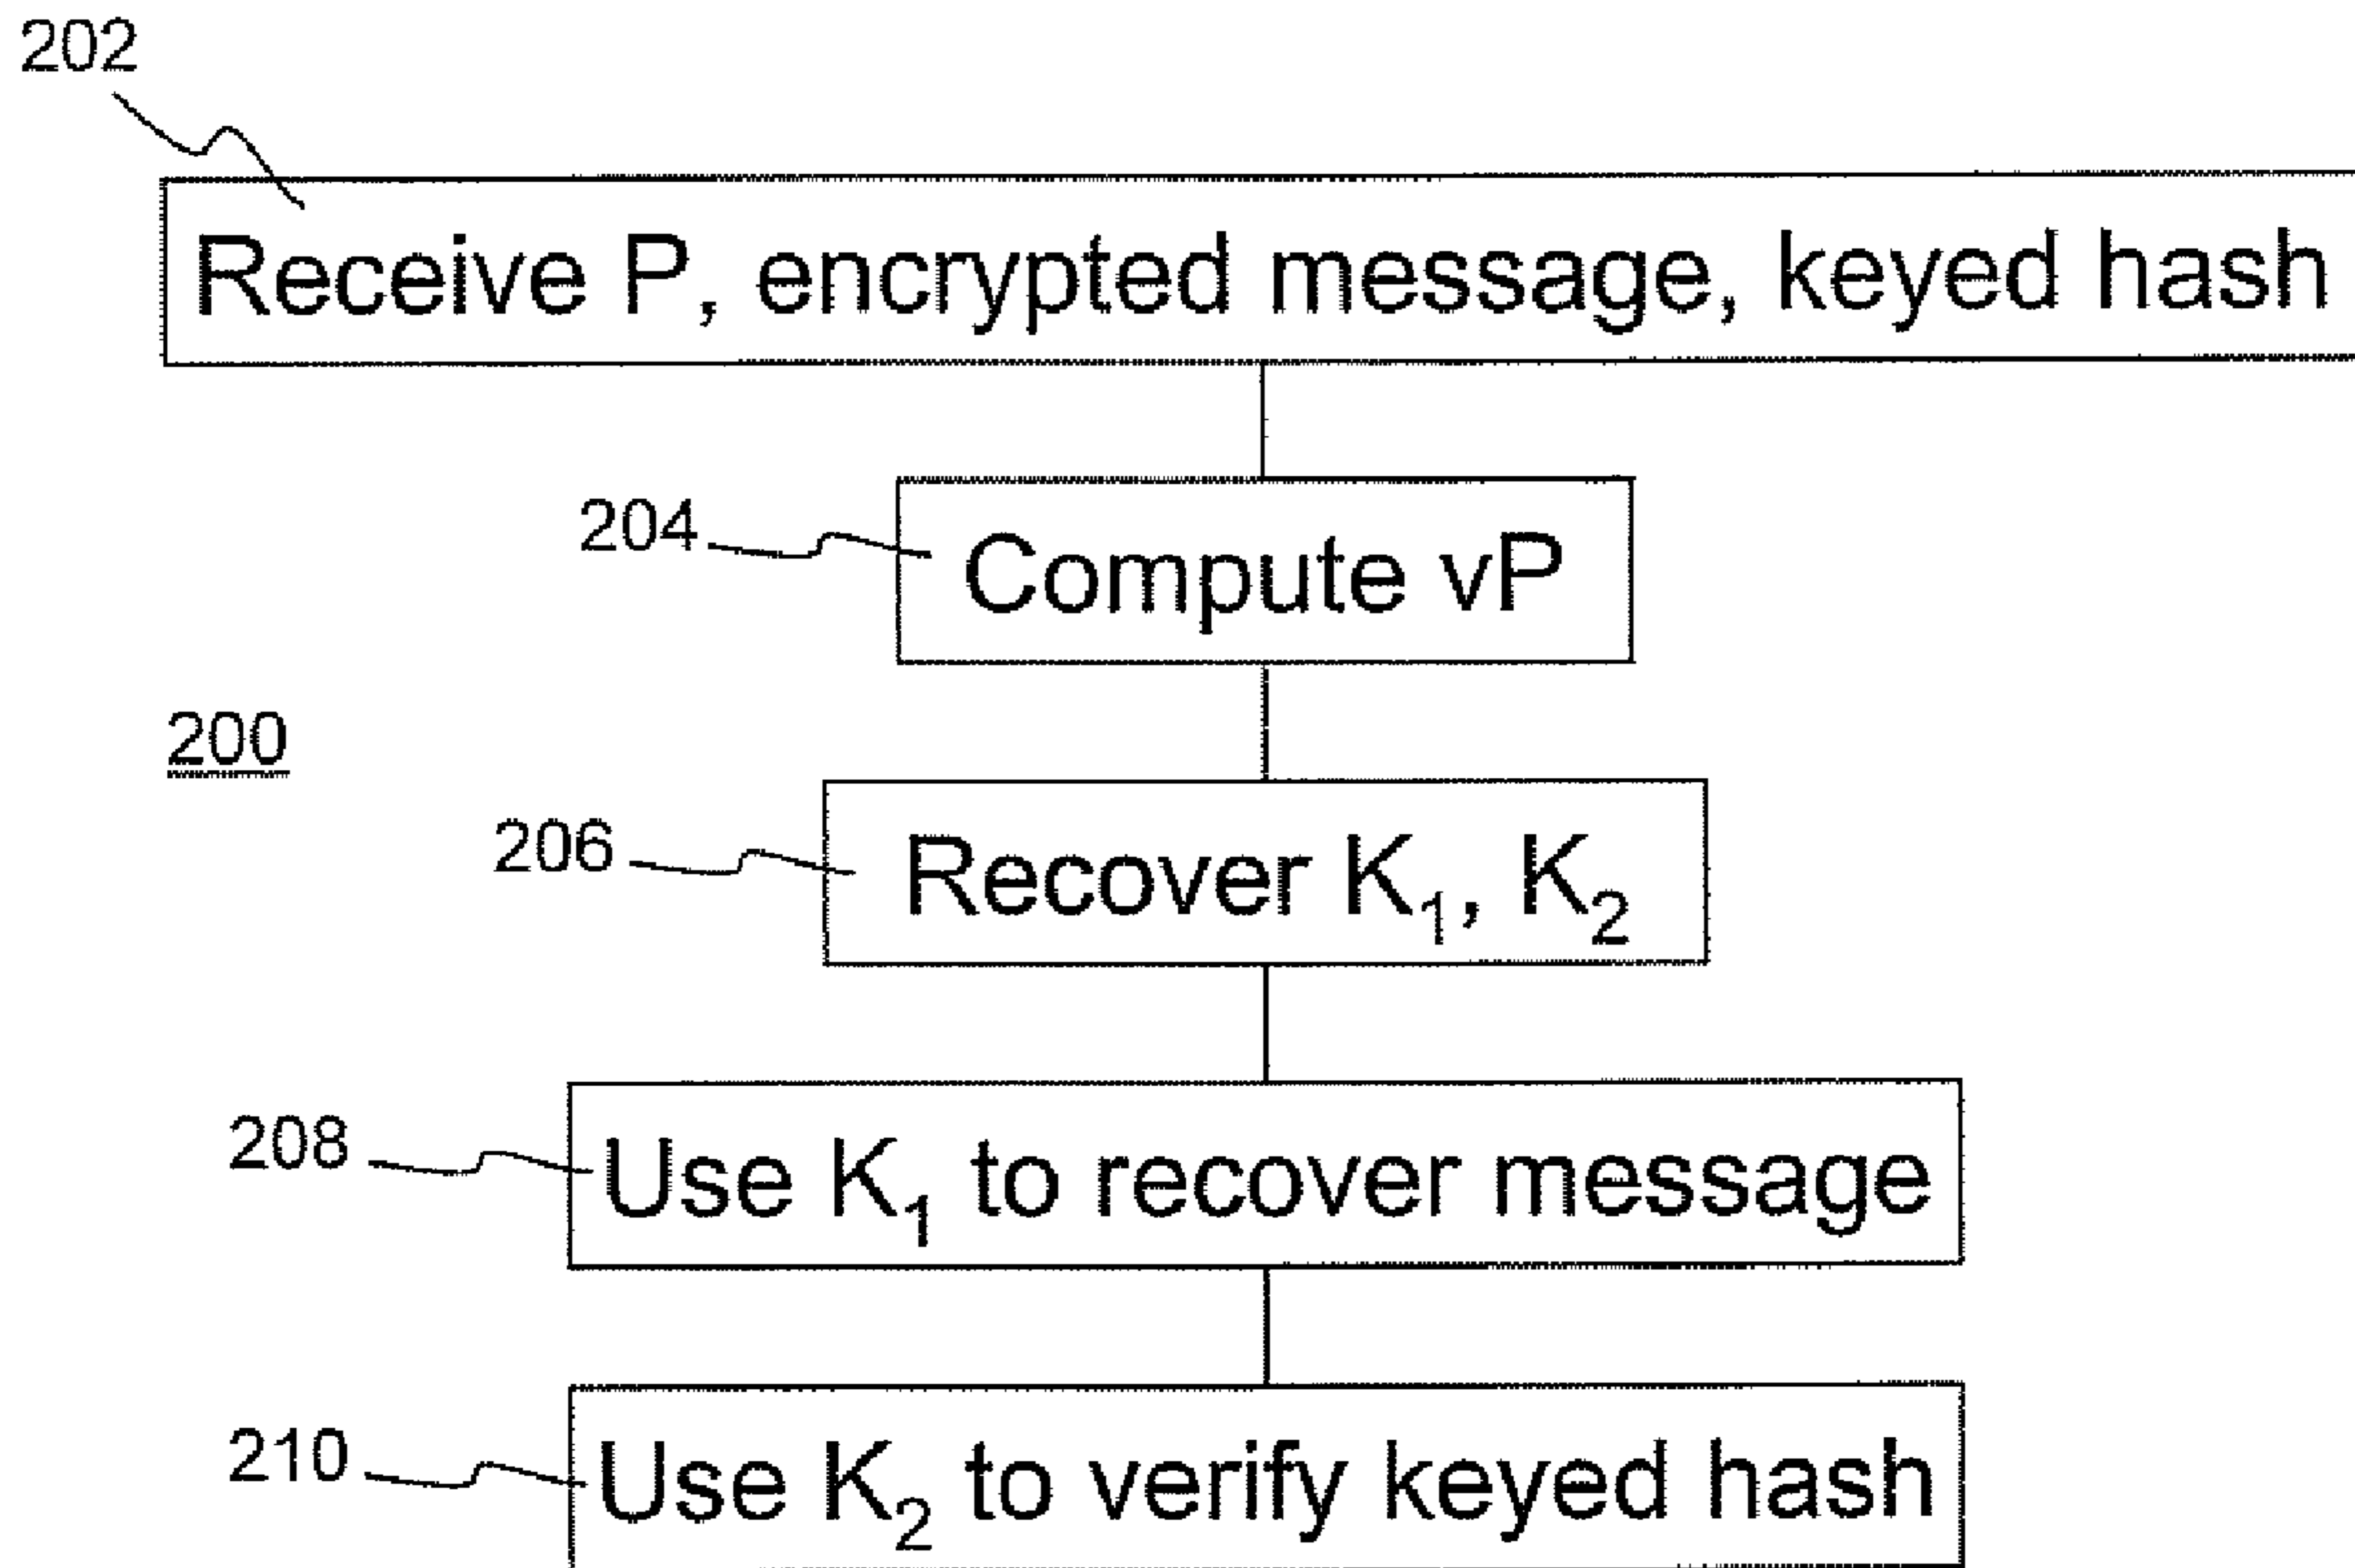 202
Receive P, encrypted message, keyed hash
204
Compute vP
200
206
Recover K₁, K₂
208
Use K₁ to recover message
210
Use K₂ to verify keyed hash